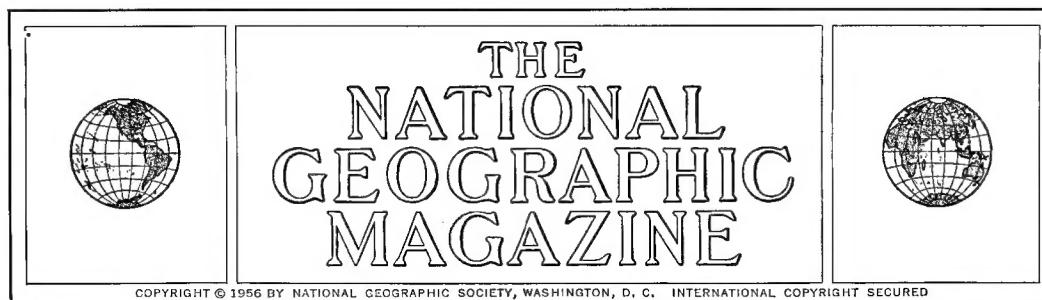 THE
NATIONAL
GEOGRAPHIC
MAGAZINE
COPYRIGHT © 1956 BY NATIONAL GEOGRAPHIC SOCIETY, WASHINGTON, D. C. INTERNATIONAL COPYRIGHT SECURED